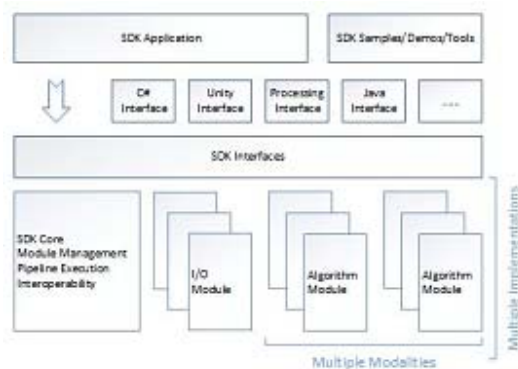 SDK Application
SDK Samples/Demos/Tools
C#
Interface
Unity
Interface
Processing
Interface
Java
Interface
....
SDK Interfaces
SDK Core
Module Management
Pipeline Execution
Interoperability
I/O
Module
Algorithm
Module
Algorithm
Module
Multiple Implementations
Multiple Modalities